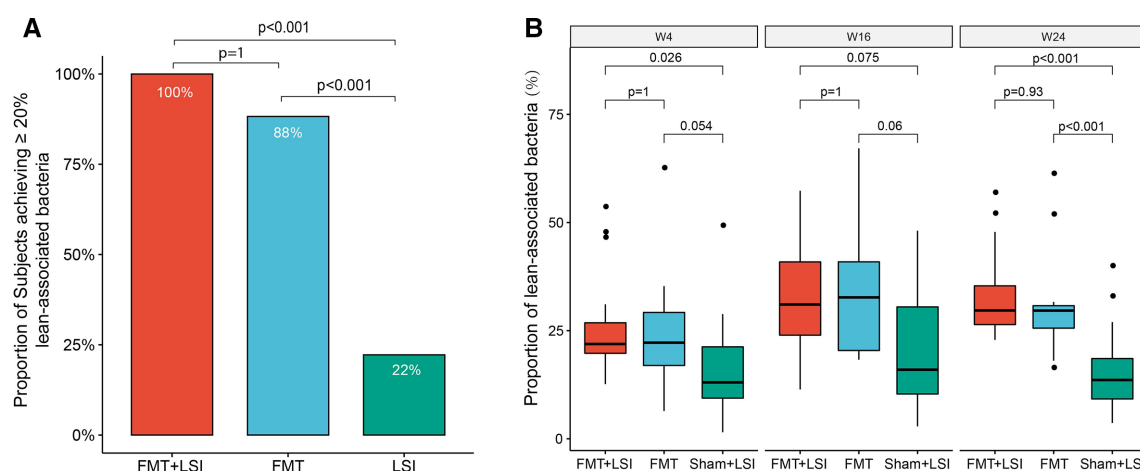 A
Proportion of Subjects achieving ≥ 20%
lean-associated bacteria
p<0.001
p=1
p<0.001
100%
75%
50%
25%
0%
100%
88%
22%
FMT+LSI FMT LSI
B
Proportion of lean-associated bacteria (%)
W4 W16 W24
0.026 0.075 p<0.001
p=1 p=1 p=0.93
0.054 0.06 p<0.001
75
50
25
0
FMT+LSI FMT Sham+LSI FMT+LSI FMT Sham+LSI FMT+LSI FMT Sham+LSI